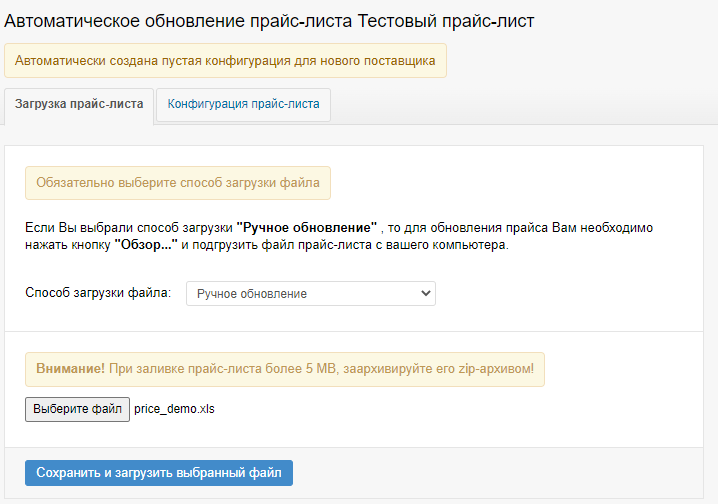 Автоматическое обновление прайс-листа Тестовый прайс-лист
Автоматически создана пустая конфигурация для нового поставщика
Загрузка прайс-листа
Конфигурация прайс-листа
Обязательно выберите способ загрузки файла
Если Вы выбрали способ загрузки "Ручное обновление" , то для обновления прайса Вам необходимо
нажать кнопку "Обзор..." и подгрузить файл прайс-листа с вашего компьютера.
Способ загрузки файла: Ручное обновление
Внимание! При заливке прайс-листа более 5 MB, заархивируйте его zip-архивом!
Выберите файл price_demo.xls
Сохранить и загрузить выбранный файл